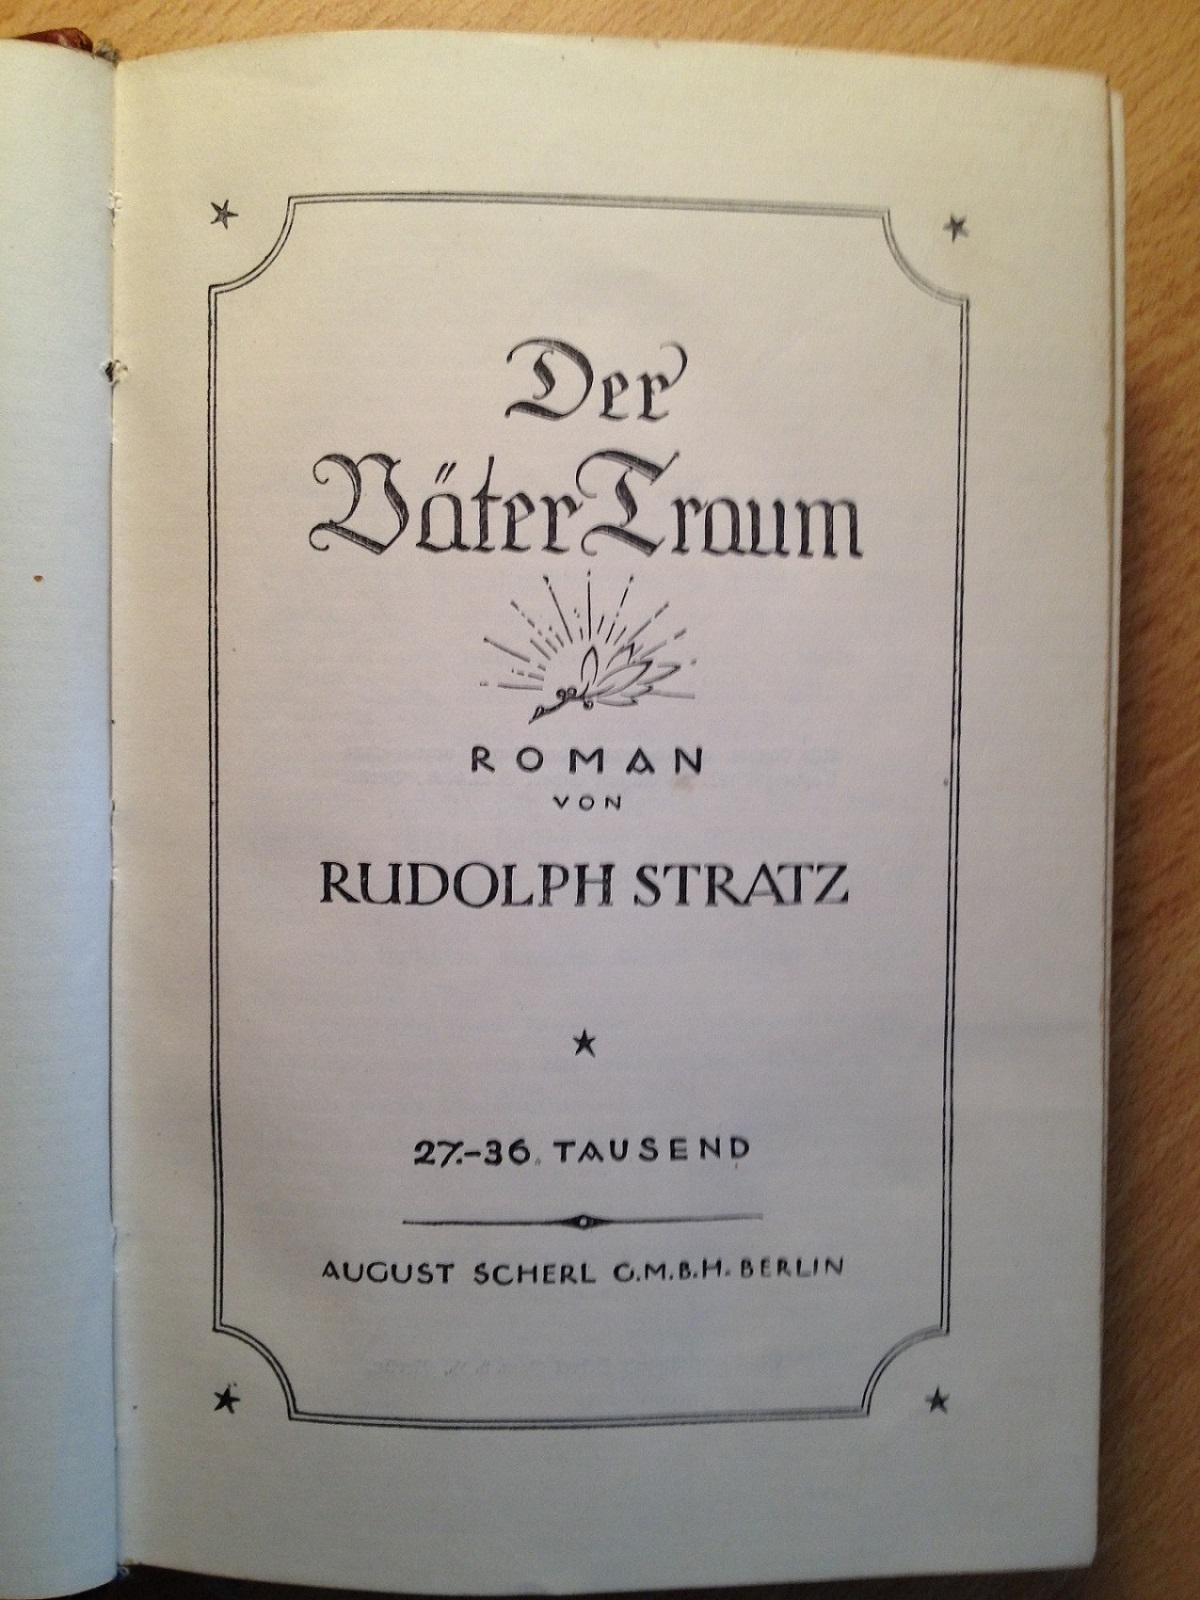 Der
Väter Traum
ROMAN
VON
RUDOLPH STRATZ
27.–36. TAUSEND
AUGUST SCHERL G.M.B.H. BERLIN